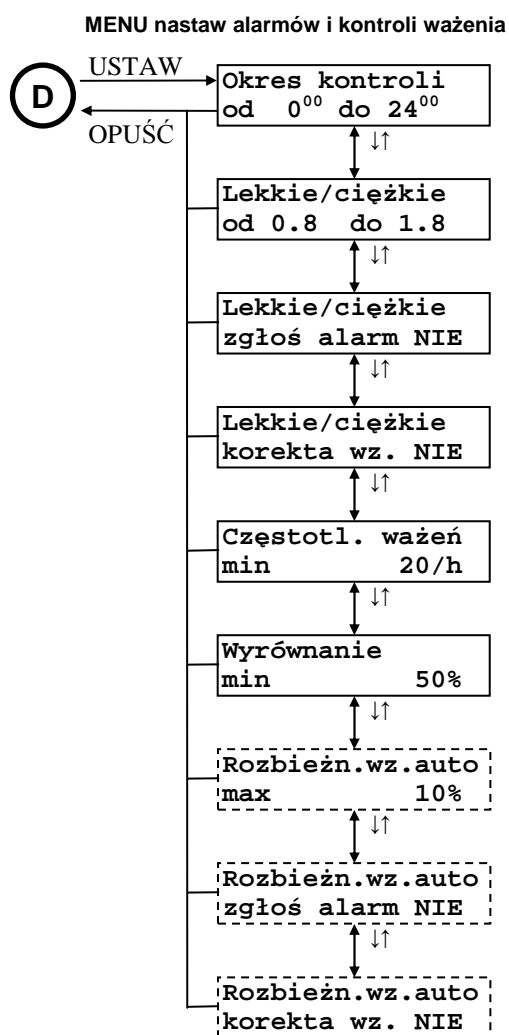 MENU nastaw alarmów i kontroli ważenia
USTAW
D
OPUŚĆ
Okres kontroli
od 0⁰⁰ do 24⁰⁰
↓↑
Lekkie/ciężkie
od 0.8 do 1.8
↓↑
Lekkie/ciężkie
zgłoś alarm NIE
↓↑
Lekkie/ciężkie
korekta wz. NIE
↓↑
Częstotl. ważeń
min 20/h
↓↑
Wyrównanie
min 50%
↓↑
Rozbieżn.wz.auto
max 10%
↓↑
Rozbieżn.wz.auto
zgłoś alarm NIE
↓↑
Rozbieżn.wz.auto
korekta wz. NIE